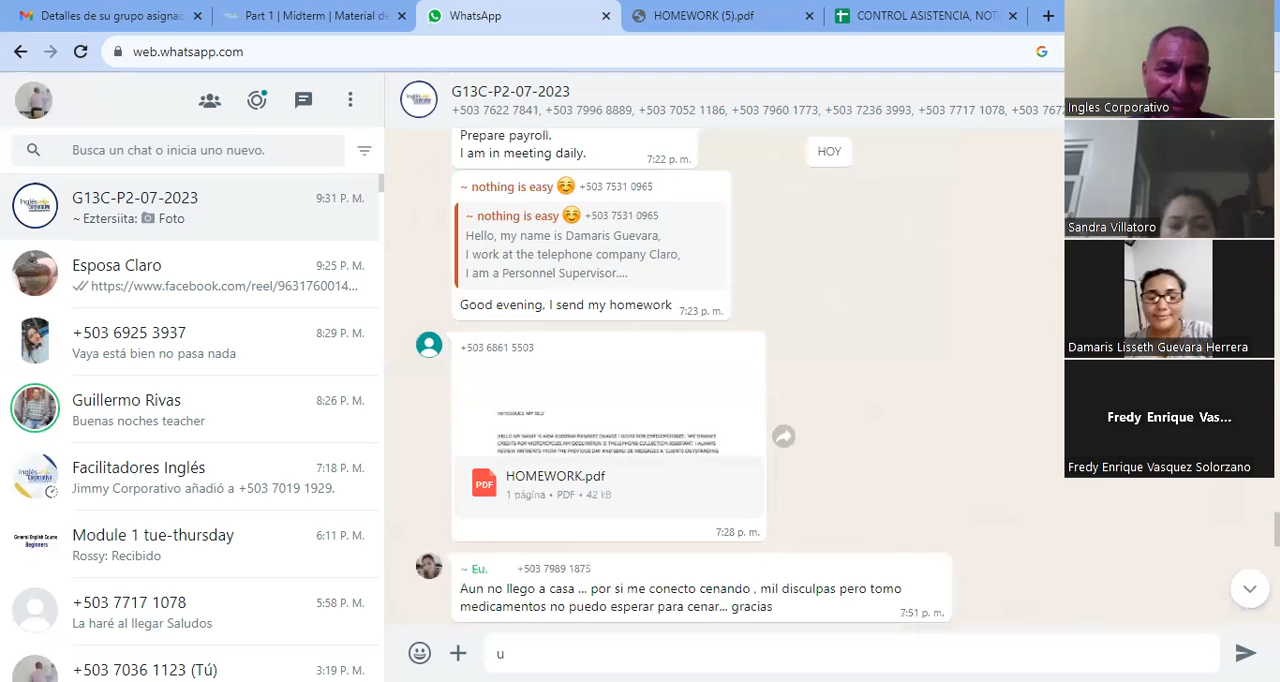 Detalles de su grupo asignac
Part 1 | Midterm | Material de
WhatsApp
HOMEWORK (5).pdf
CONTROL ASISTENCIA, NOT
web.whatsapp.com
Busca un chat o inicia uno nuevo.
G13C-P2-07-2023 9:31 P. M.
~ Eztersiita: Foto
Esposa Claro 9:25 P. M.
https://www.facebook.com/reel/9631760014...
+503 6925 3937 8:29 P. M.
Vaya está bien no pasa nada
Guillermo Rivas 8:26 P. M.
Buenas noches teacher
Facilitadores Inglés 7:18 P. M.
Jimmy Corporativo añadió a +503 7019 1929.
Module 1 tue-thursday 6:11 P. M.
Rossy: Recibido
+503 7717 1078 5:58 P. M.
La haré al llegar Saludos
+503 7036 1123 (Tú) 3:19 P. M.
G13C-P2-07-2023
+503 7622 7841, +503 7996 8889, +503 7052 1186, +503 7960 1773, +503 7236 3993, +503 7717 1078, +503 767
Prepare payroll.
I am in meeting daily.
7:22 p. m.
HOY
~ nothing is easy 😊 +503 7531 0965
~ nothing is easy 😊 +503 7531 0965
Hello, my name is Damaris Guevara,
I work at the telephone company Claro,
I am a Personnel Supervisor....
Good evening, I send my homework 7:23 p. m.
+503 6861 5503
PDF
HOMEWORK.pdf
1 página • PDF • 42 kB
7:28 p. m.
~ Eu. +503 7989 1875
Aun no llego a casa ... por si me conecto cenando , mil disculpas pero tomo
medicamentos no puedo esperar para cenar... gracias
7:51 p. m.
u
Ingles Corporativo
Sandra Villatoro
Damaris Lisseth Guevara Herrera
Fredy Enrique Vas...
Fredy Enrique Vasquez Solorzano